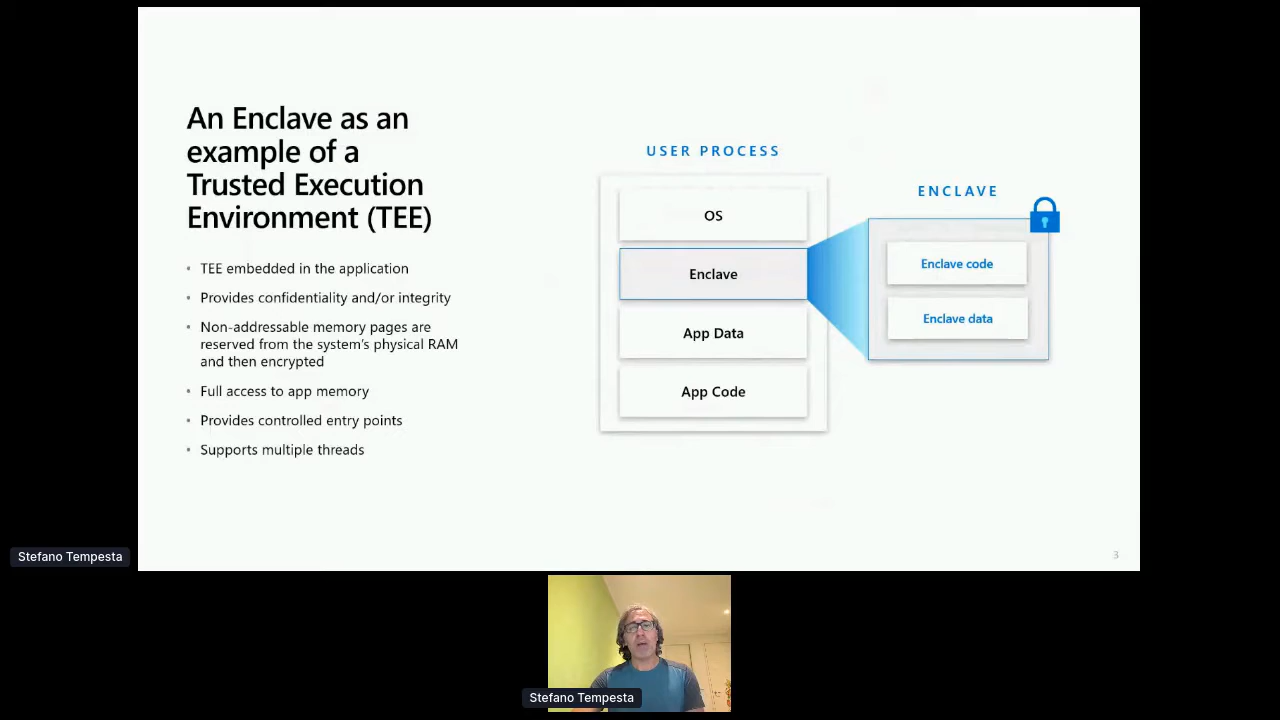 An Enclave as an
example of a
Trusted Execution
Environment (TEE)
• TEE embedded in the application
• Provides confidentiality and/or integrity
• Non-addressable memory pages are
reserved from the system's physical RAM
and then encrypted
• Full access to app memory
• Provides controlled entry points
• Supports multiple threads
USER PROCESS
OS
Enclave
App Data
App Code
ENCLAVE
Enclave code
Enclave data
3
Stefano Tempesta
Stefano Tempesta